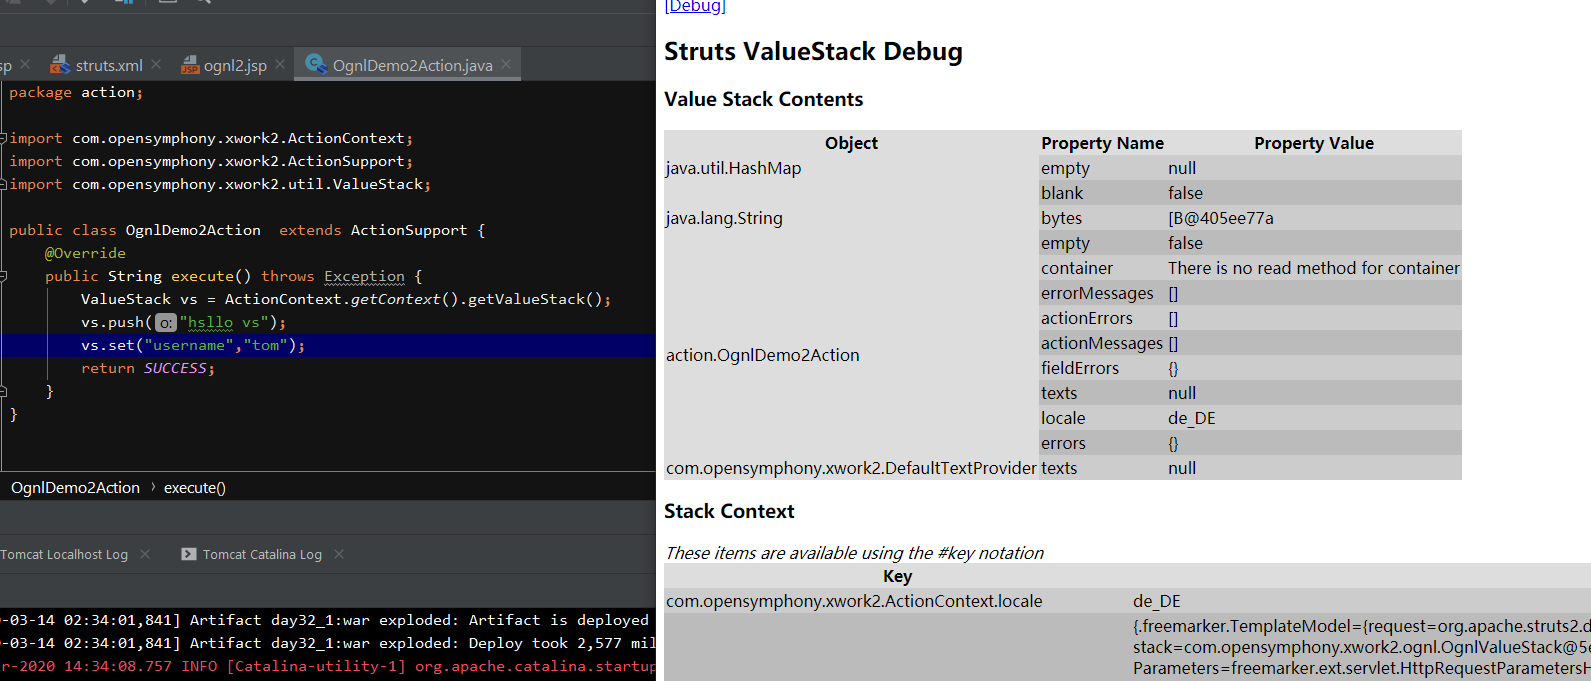 sp
struts.xml
ognl2.jsp
OgnlDemo2Action.java
package action;
import com.opensymphony.xwork2.ActionContext;
import com.opensymphony.xwork2.ActionSupport;
import com.opensymphony.xwork2.util.ValueStack;
public class OgnlDemo2Action  extends ActionSupport {
@Override
public String execute() throws Exception {
ValueStack vs = ActionContext.getContext().getValueStack();
vs.push( o: "hsllo vs");
vs.set("username","tom");
return SUCCESS;
}
}
OgnlDemo2Action › execute()
Tomcat Localhost Log
Tomcat Catalina Log
-03-14 02:34:01,841] Artifact day32_1:war exploded: Artifact is deployed
-03-14 02:34:01,841] Artifact day32_1:war exploded: Deploy took 2,577 mil
r-2020 14:34:08.757 INFO [Catalina-utility-1] org.apache.catalina.startup
[Debug]
Struts ValueStack Debug
Value Stack Contents
Object Property Name Property Value
java.util.HashMap empty null
blank false
java.lang.String bytes [B@405ee77a
empty false
container There is no read method for container
errorMessages []
actionErrors []
actionMessages []
action.OgnlDemo2Action
fieldErrors {}
texts null
locale de_DE
errors {}
com.opensymphony.xwork2.DefaultTextProvider texts null
Stack Context
These items are available using the #key notation
Key
com.opensymphony.xwork2.ActionContext.locale de_DE
{.freemarker.TemplateModel={request=org.apache.struts2.d
stack=com.opensymphony.xwork2.ognl.OgnlValueStack@5e
Parameters=freemarker.ext.servlet.HttpRequestParametersH